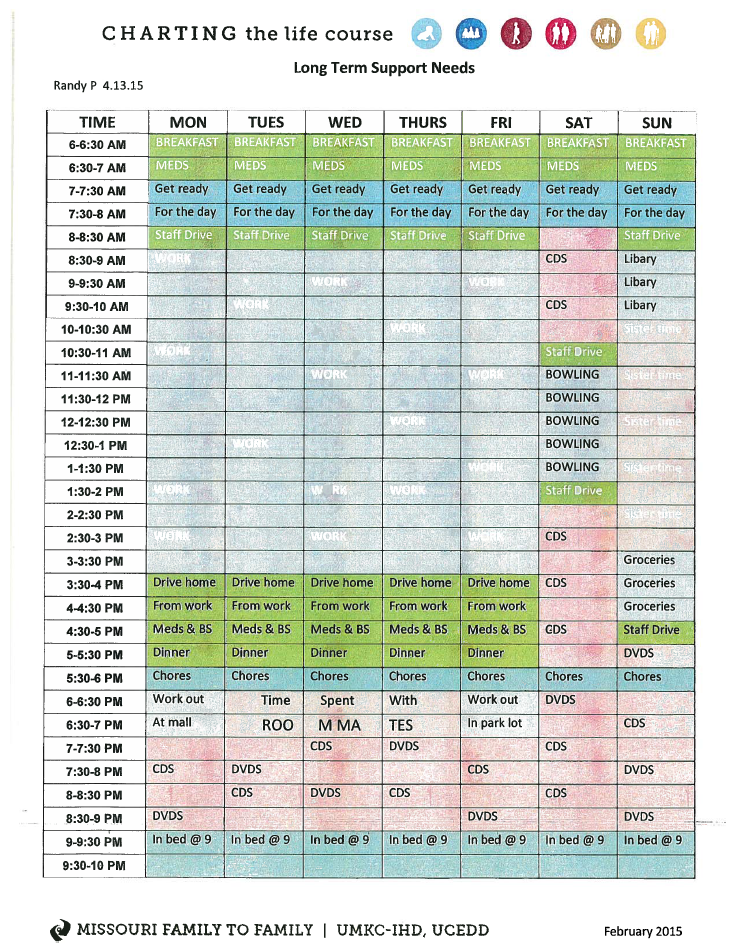 CHARTING the life course
Long Term Support Needs
Randy P 4.13.15
TIME MON TUES WED THURS FRI SAT SUN
6-6:30 AM BREAKFAST BREAKFAST BREAKFAST BREAKFAST BREAKFAST BREAKFAST BREAKFAST
6:30-7 AM MEDS MEDS MEDS MEDS MEDS MEDS MEDS
7-7:30 AM Get ready Get ready Get ready Get ready Get ready Get ready Get ready
7:30-8 AM For the day For the day For the day For the day For the day For the day For the day
8-8:30 AM Staff Drive Staff Drive Staff Drive Staff Drive Staff Drive Staff Drive
8:30-9 AM WORK CDS Libary
9-9:30 AM WORK WORK Libary
9:30-10 AM WORK CDS Libary
10-10:30 AM WORK Sister time
10:30-11 AM WORK Staff Drive
11-11:30 AM WORK WORK BOWLING Sister time
11:30-12 PM BOWLING
12-12:30 PM WORK BOWLING Sister time
12:30-1 PM WORK BOWLING
1-1:30 PM WORK BOWLING Sister time
1:30-2 PM WORK W RK WORK Staff Drive
2-2:30 PM Sister time
2:30-3 PM WORK WORK WORK CDS
3-3:30 PM Groceries
3:30-4 PM Drive home Drive home Drive home Drive home Drive home CDS Groceries
4-4:30 PM From work From work From work From work From work Groceries
4:30-5 PM Meds & BS Meds & BS Meds & BS Meds & BS Meds & BS CDS Staff Drive
5-5:30 PM Dinner Dinner Dinner Dinner Dinner DVDS
5:30-6 PM Chores Chores Chores Chores Chores Chores Chores
6-6:30 PM Work out Time Spent With Work out DVDS
6:30-7 PM At mall ROO M MA TES In park lot CDS
7-7:30 PM CDS DVDS CDS
7:30-8 PM CDS DVDS CDS DVDS
8-8:30 PM CDS DVDS CDS CDS
8:30-9 PM DVDS DVDS DVDS
9-9:30 PM In bed @ 9 In bed @ 9 In bed @ 9 In bed @ 9 In bed @ 9 In bed @ 9 In bed @ 9
9:30-10 PM
MISSOURI FAMILY TO FAMILY | UMKC-IHD, UCEDD February 2015